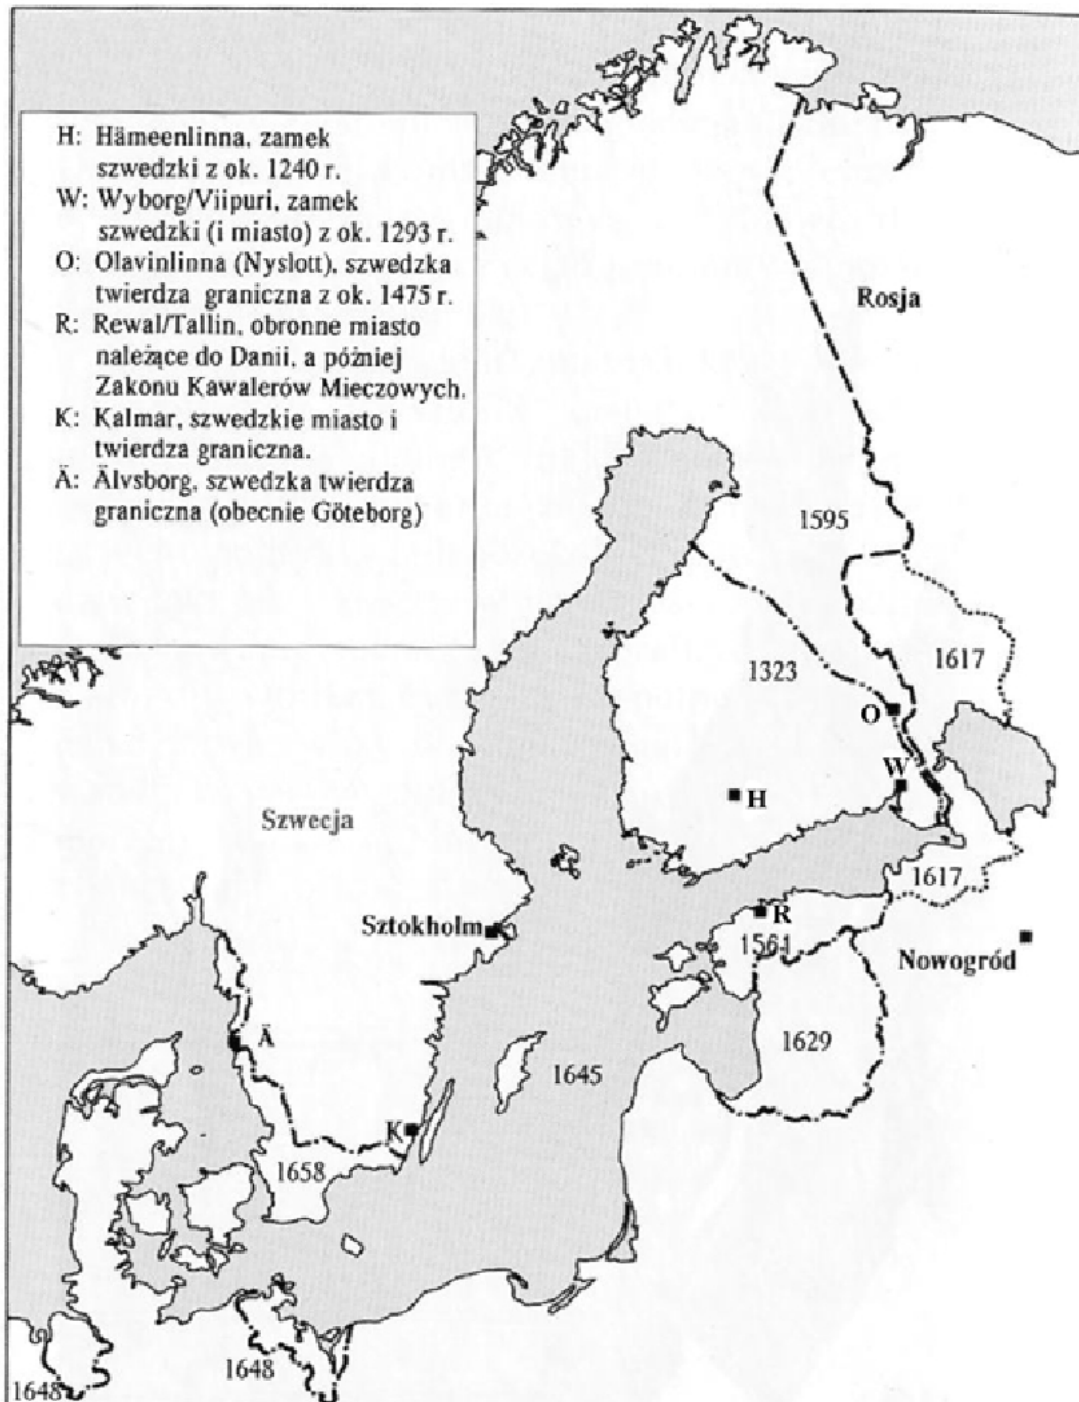 H: Hämeenlinna, zamek
szwedzki z ok. 1240 r.
W: Wyborg/Viipuri, zamek
szwedzki (i miasto) z ok. 1293 r.
O: Olavinlinna (Nyslott), szwedzka
twierdza graniczna z ok. 1475 r.
R: Rewal/Tallin, obronne miasto
należące do Danii, a później
Zakonu Kawalerów Mieczowych.
K: Kalmar, szwedzkie miasto i
twierdza graniczna.
Ä: Älvsborg, szwedzka twierdza
graniczna (obecnie Göteborg)
Rosja
1595
1617
1323
O
W
H
Szwecja
1617
R
Sztokholm
1561
Nowogród
Ä
1629
1645
K
1658
1648
1648